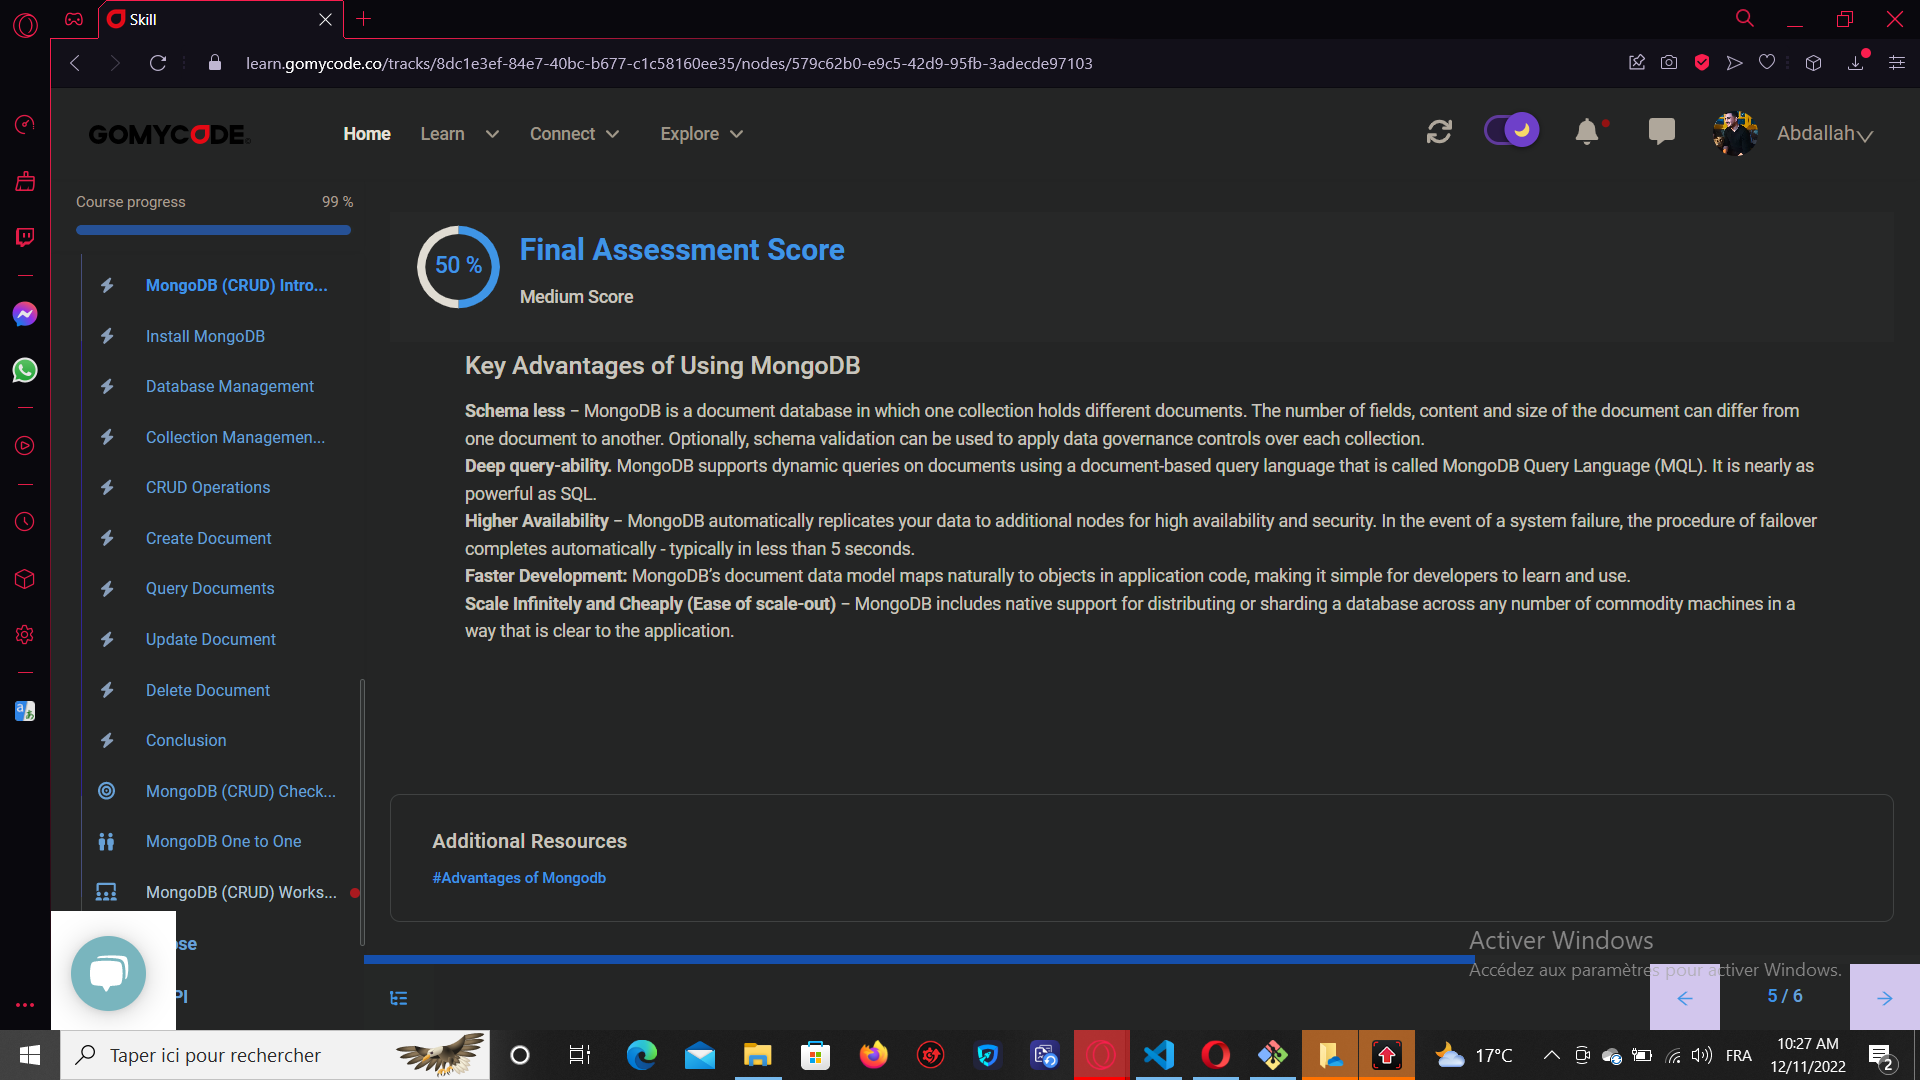 Skill
learn.gomycode.co/tracks/8dc1e3ef-84e7-40bc-b677-c1c58160ee35/nodes/579c62b0-e9c5-42d9-95fb-3adecde97103
GOMYCODE
Home Learn Connect Explore
Abdallah
Course progress 99 %
MongoDB (CRUD) Intro...
Install MongoDB
Database Management
Collection Managemen...
CRUD Operations
Create Document
Query Documents
Update Document
Delete Document
Conclusion
MongoDB (CRUD) Check...
MongoDB One to One
MongoDB (CRUD) Works...
ose
PI
50 %
Final Assessment Score
Medium Score
Key Advantages of Using MongoDB
Schema less – MongoDB is a document database in which one collection holds different documents. The number of fields, content and size of the document can differ from
one document to another. Optionally, schema validation can be used to apply data governance controls over each collection.
Deep query-ability. MongoDB supports dynamic queries on documents using a document-based query language that is called MongoDB Query Language (MQL). It is nearly as
powerful as SQL.
Higher Availability – MongoDB automatically replicates your data to additional nodes for high availability and security. In the event of a system failure, the procedure of failover
completes automatically - typically in less than 5 seconds.
Faster Development: MongoDB’s document data model maps naturally to objects in application code, making it simple for developers to learn and use.
Scale Infinitely and Cheaply (Ease of scale-out) – MongoDB includes native support for distributing or sharding a database across any number of commodity machines in a
way that is clear to the application.
Additional Resources
#Advantages of Mongodb
Activer Windows
Accédez aux paramètres pour activer Windows.
5 / 6
Taper ici pour rechercher
17°C
FRA
10:27 AM
12/11/2022
2